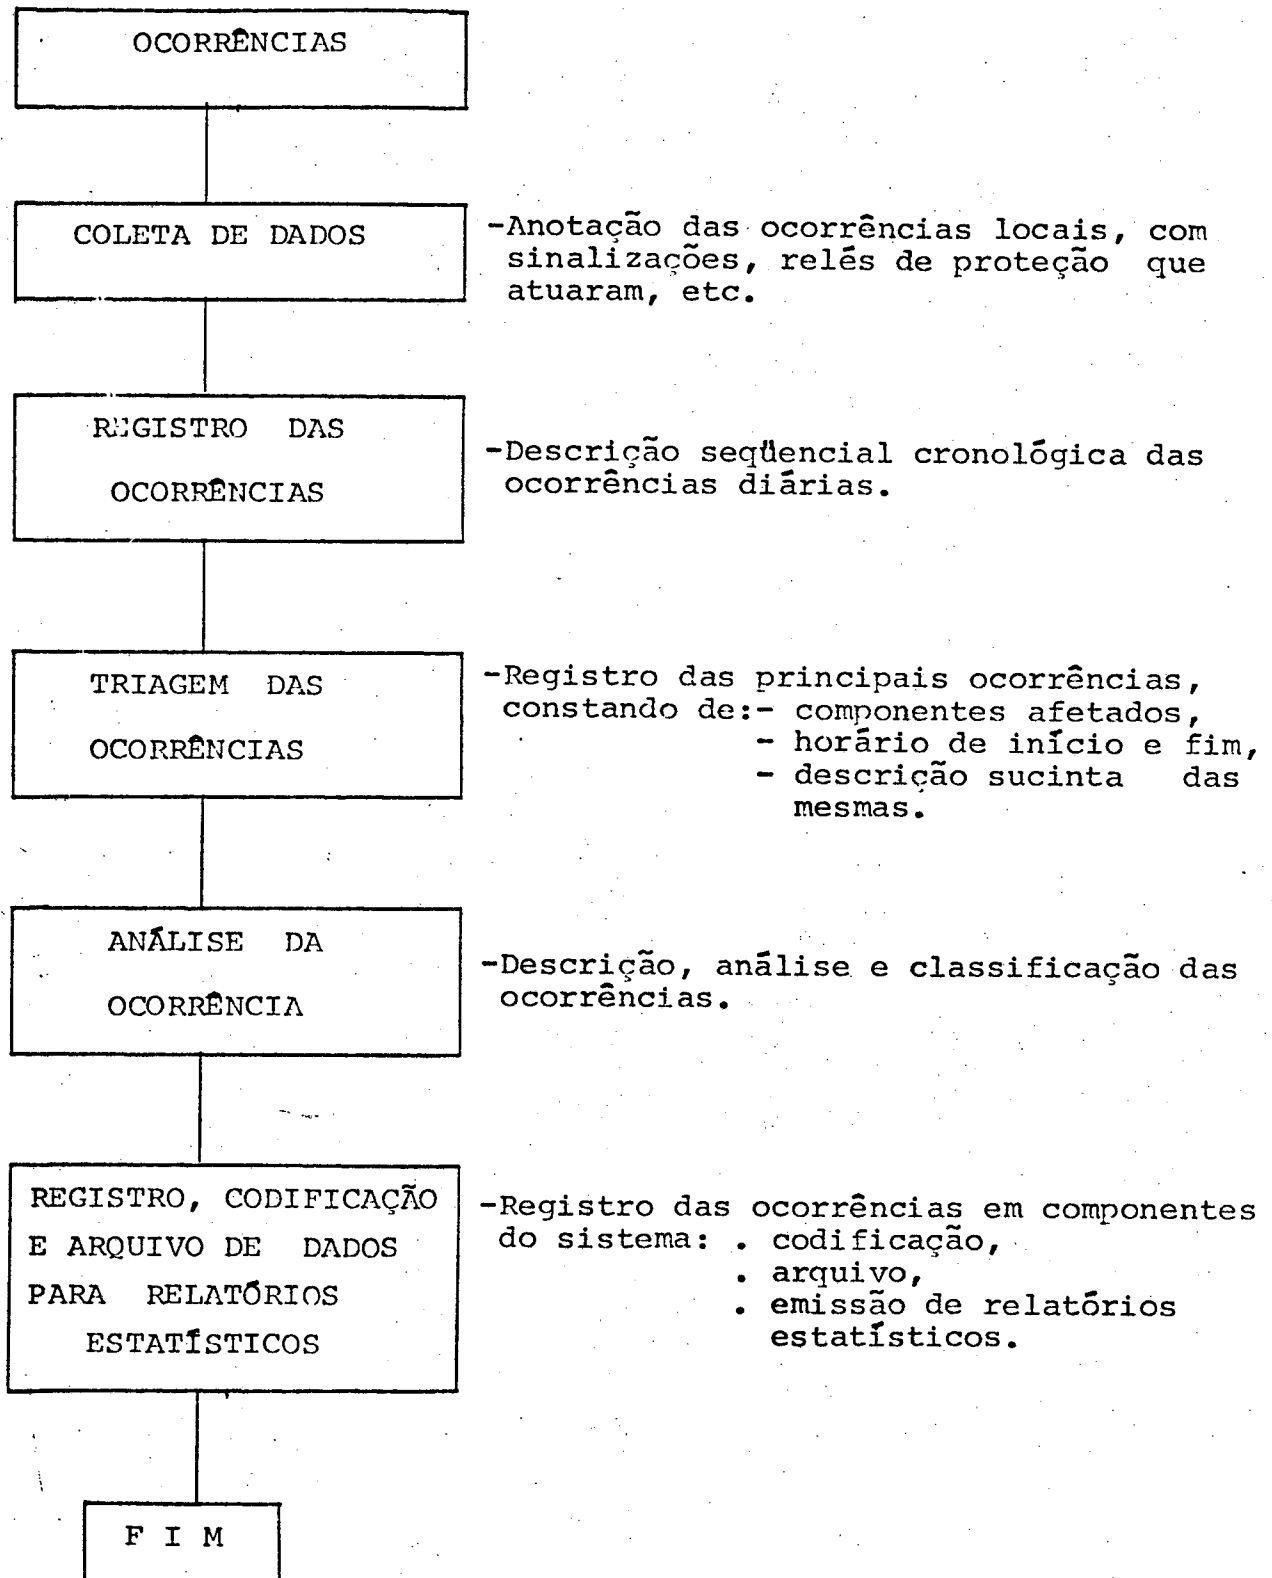 OCORRÊNCIAS
COLETA DE DADOS
-Anotação das ocorrências locais, com
sinalizações, relés de proteção que
atuaram, etc.
REGISTRO DAS
OCORRÊNCIAS
-Descrição seqüencial cronológica das
ocorrências diárias.
TRIAGEM DAS
OCORRÊNCIAS
-Registro das principais ocorrências,
constando de:- componentes afetados,
- horário de início e fim,
- descrição sucinta das
mesmas.
ANÁLISE DA
OCORRÊNCIA
-Descrição, análise e classificação das
ocorrências.
REGISTRO, CODIFICAÇÃO
E ARQUIVO DE DADOS
PARA RELATÓRIOS
ESTATÍSTICOS
-Registro das ocorrências em componentes
do sistema: . codificação,
. arquivo,
. emissão de relatórios
estatísticos.
F I M